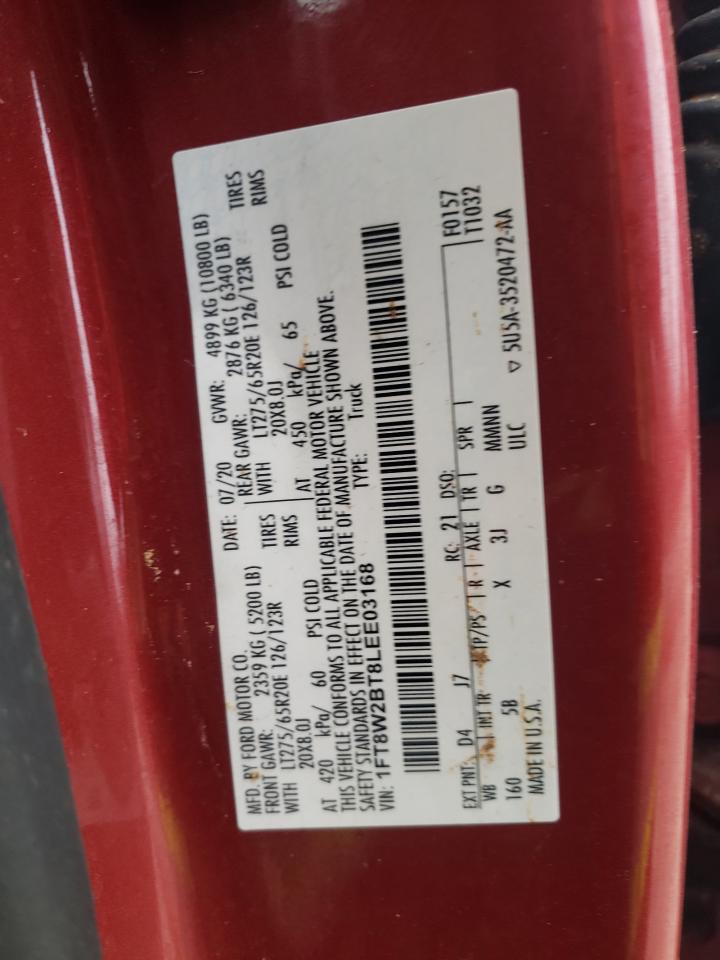 MFD. BY FORD MOTOR CO. DATE: 07/20 GVWR: 4899 KG (10800 LB)
FRONT GAWR: 2359 KG ( 5200 LB) REAR GAWR: 2876 KG ( 6340 LB)
WITH LT275/65R20E 126/123R TIRES WITH LT275/65R20E 126/123R TIRES
20X8.0J RIMS 20X8.0J RIMS
AT 420 kPa/ 60 PSI COLD AT 450 kPa/ 65 PSI COLD
THIS VEHICLE CONFORMS TO ALL APPLICABLE FEDERAL MOTOR VEHICLE
SAFETY STANDARDS IN EFFECT ON THE DATE OF MANUFACTURE SHOWN ABOVE.
VIN: 1FT8W2BT8LEE03168 TYPE: Truck
EXT PNT: D4 J7 RC: 21 DSO: F0157
WB INT TR TP/PS R AXLE TR SPR T1032
160 5B X 3J G MMNN
MADE IN U.S.A. ULC ▽ 5U5A-3520472-AA